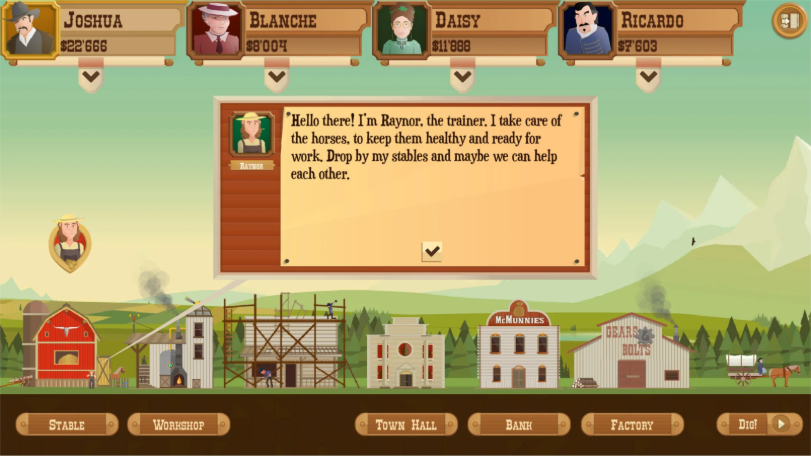 Joshua
$22'666
Blanche
$8'004
Daisy
$11'888
Ricardo
$7'603
Hello there! I'm Raynor, the trainer. I take care of
the horses, to keep them healthy and ready for
work. Drop by my stables and maybe we can help
each other.
Raynor
McMunnies
Gears
Bolts
Stable
Workshop
Town Hall
Bank
Factory
Dig!